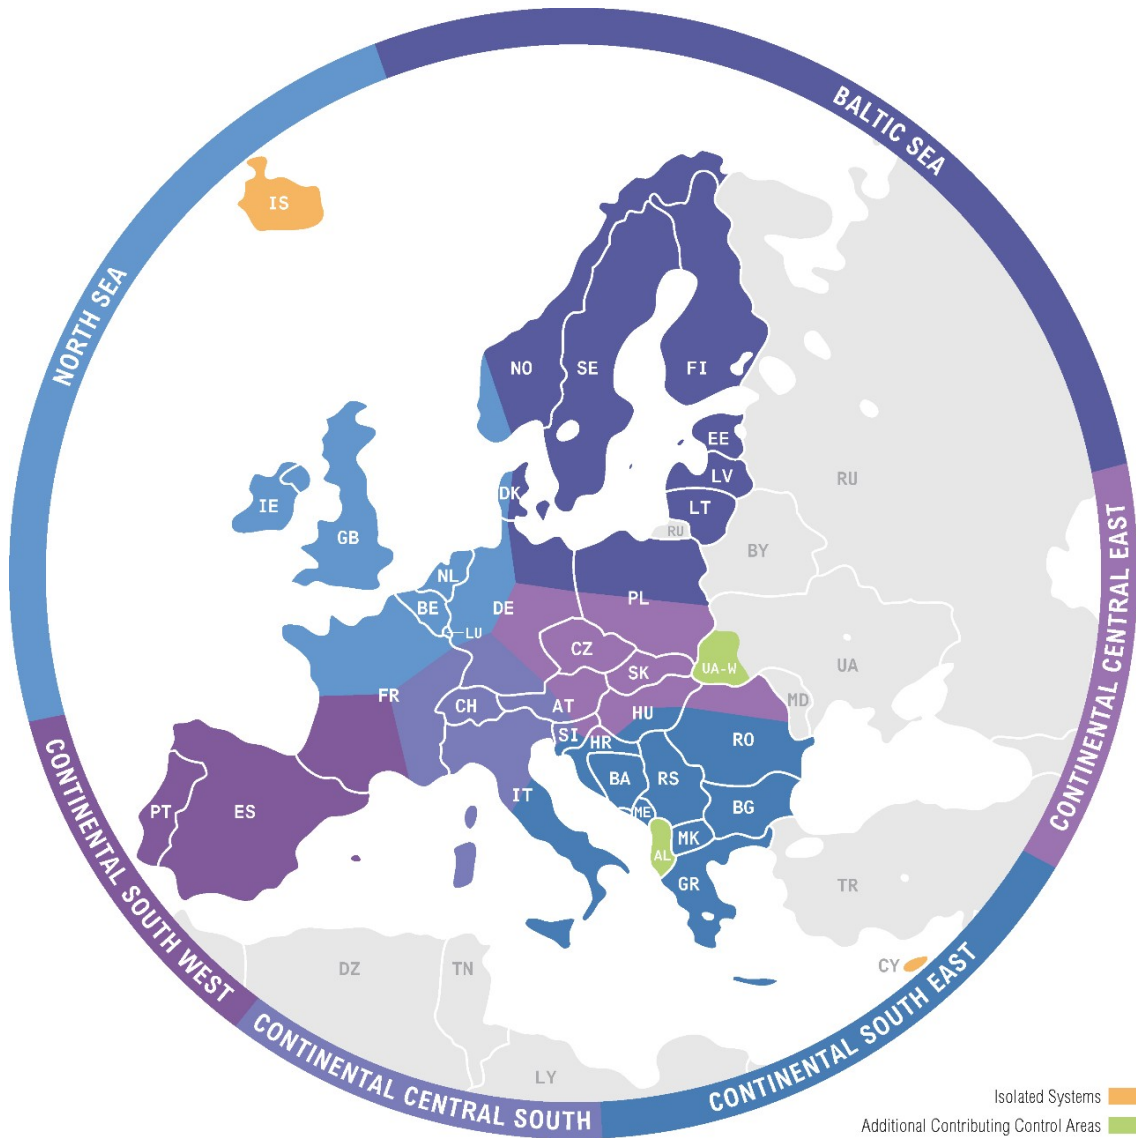 BALTIC SEA
NORTH SEA
IS
NO
SE
FI
EE
LV
LT
RU
RU
BY
DK
IE
GB
NL
BE
LU
DE
PL
CZ
SK
UA-W
UA
MD
FR
CH
AT
HU
SI
HR
RO
BA
RS
IT
ME
BG
MK
AL
GR
PT
ES
TR
CY
DZ
TN
LY
CONTINENTAL CENTRAL EAST
CONTINENTAL SOUTH WEST
CONTINENTAL CENTRAL SOUTH
CONTINENTAL SOUTH EAST
Isolated Systems
Additional Contributing Control Areas